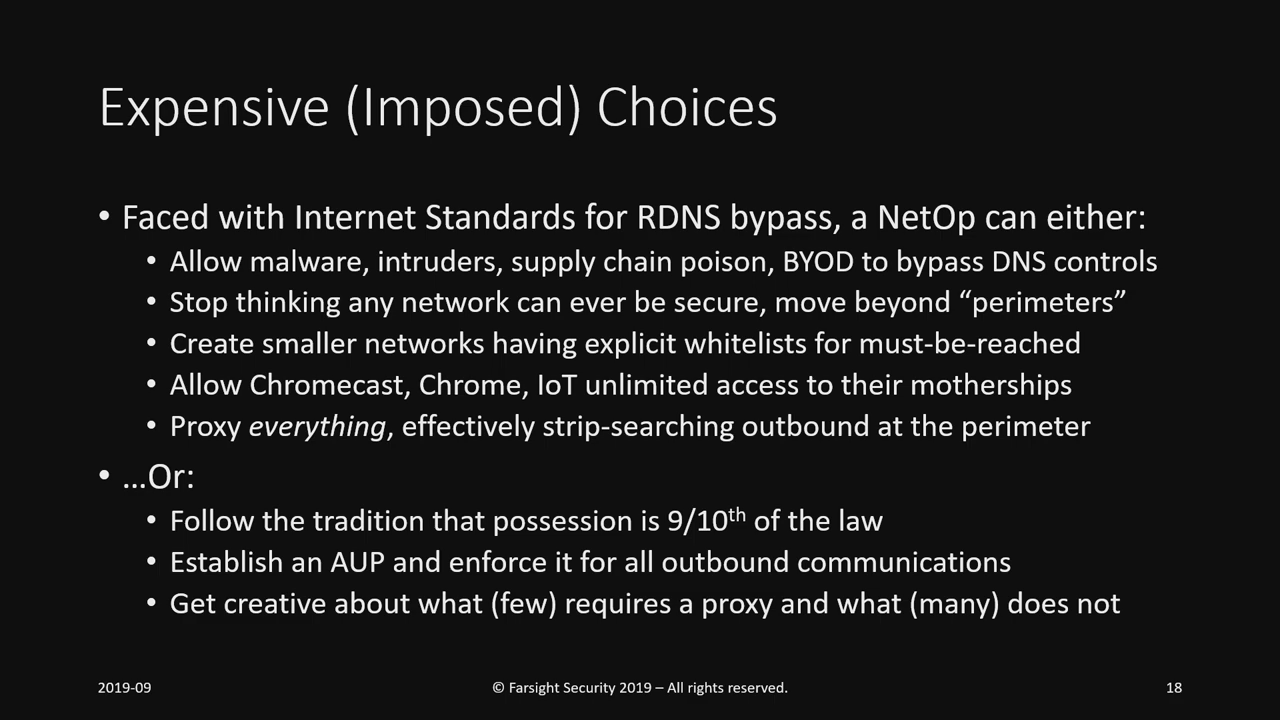 Expensive (Imposed) Choices
• Faced with Internet Standards for RDNS bypass, a NetOp can either:
• Allow malware, intruders, supply chain poison, BYOD to bypass DNS controls
• Stop thinking any network can ever be secure, move beyond “perimeters”
• Create smaller networks having explicit whitelists for must-be-reached
• Allow Chromecast, Chrome, IoT unlimited access to their motherships
• Proxy everything, effectively strip-searching outbound at the perimeter
• …Or:
• Follow the tradition that possession is 9/10th of the law
• Establish an AUP and enforce it for all outbound communications
• Get creative about what (few) requires a proxy and what (many) does not
2019-09
© Farsight Security 2019 – All rights reserved.
18